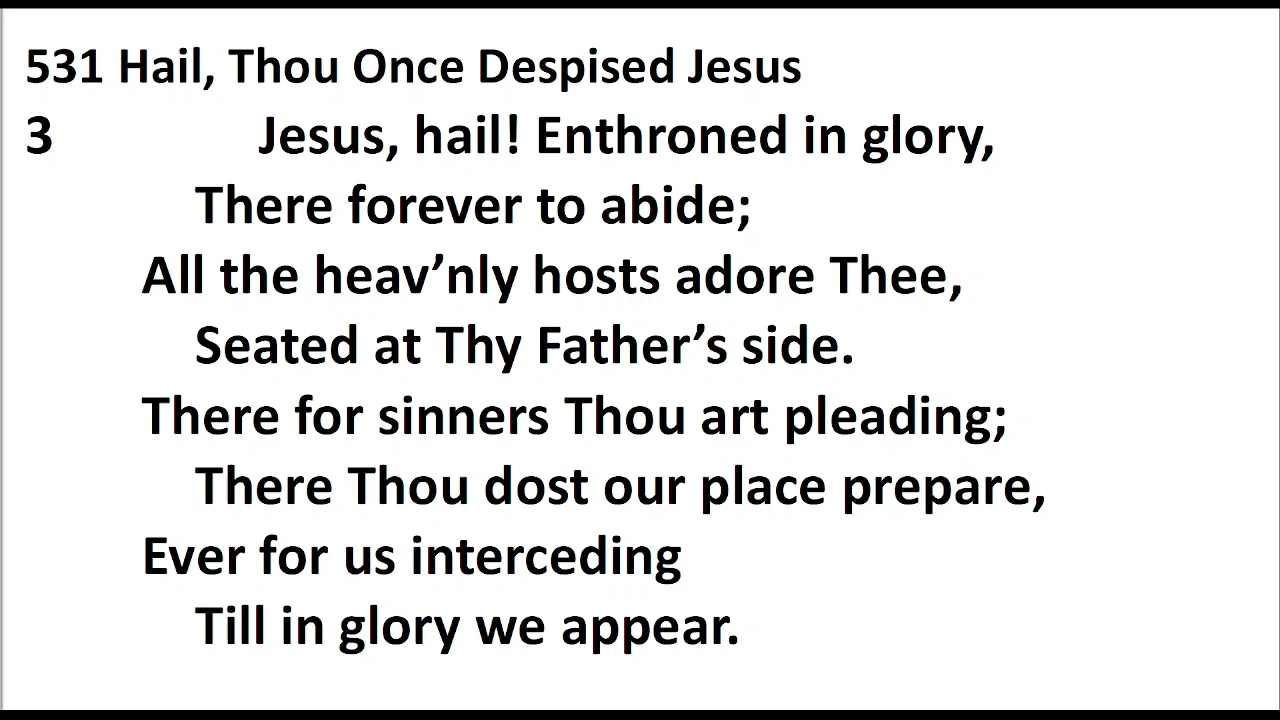 531 Hail, Thou Once Despised Jesus
3 Jesus, hail! Enthroned in glory,
There forever to abide;
All the heav’nly hosts adore Thee,
Seated at Thy Father’s side.
There for sinners Thou art pleading;
There Thou dost our place prepare,
Ever for us interceding
Till in glory we appear.